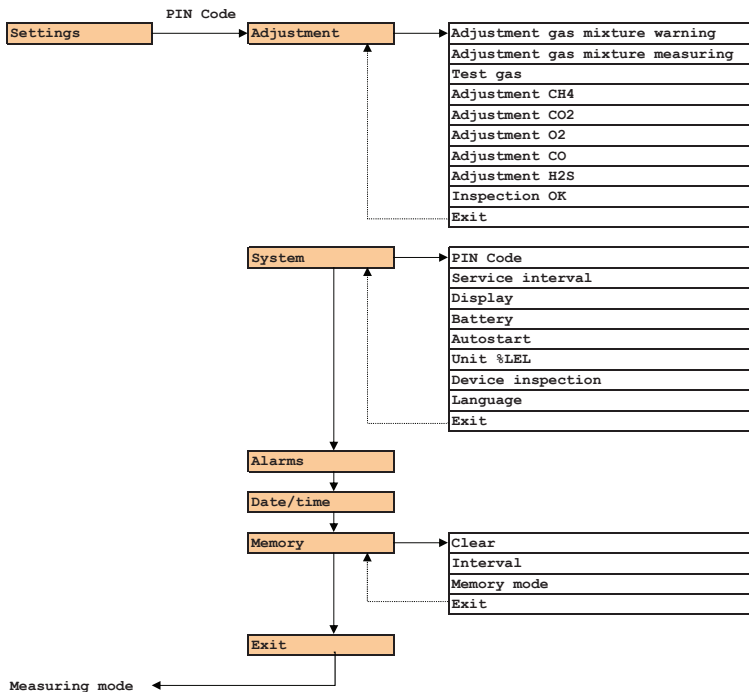 PIN Code
Settings
Adjustment
Adjustment gas mixture warning
Adjustment gas mixture measuring
Test gas
Adjustment CH4
Adjustment CO2
Adjustment O2
Adjustment CO
Adjustment H2S
Inspection OK
Exit
System
PIN Code
Service interval
Display
Battery
Autostart
Unit %LEL
Device inspection
Language
Exit
Alarms
Date/time
Memory
Clear
Interval
Memory mode
Exit
Exit
Measuring mode